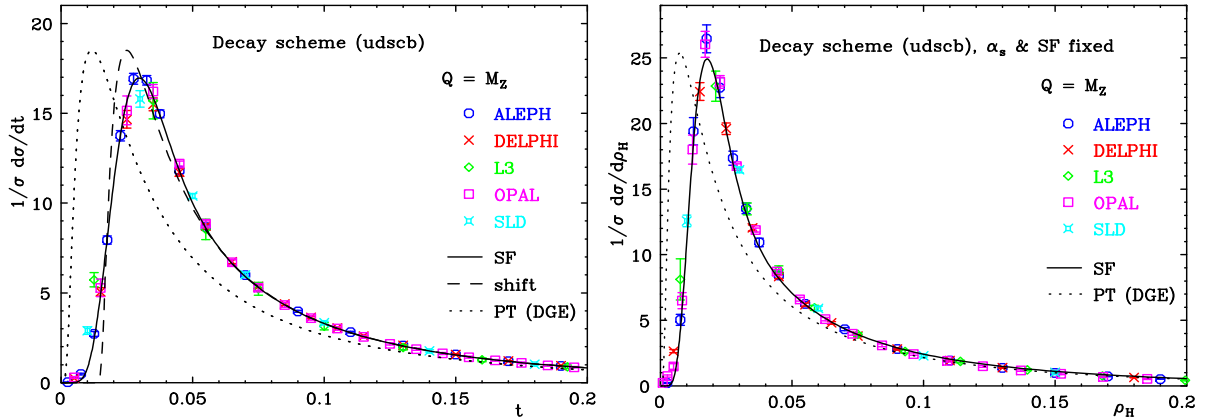 Decay scheme (udscb)
Q = M_Z
ALEPH
DELPHI
L3
OPAL
SLD
SF
shift
PT (DGE)
1/σ dσ/dt
20
15
10
5
0
0 0.05 0.1 0.15 0.2
t
Decay scheme (udscb), α_s & SF fixed
Q = M_Z
ALEPH
DELPHI
L3
OPAL
SLD
SF
PT (DGE)
1/σ dσ/dρ_H
25
20
15
10
5
0
0 0.05 0.1 0.15 0.2
ρ_H